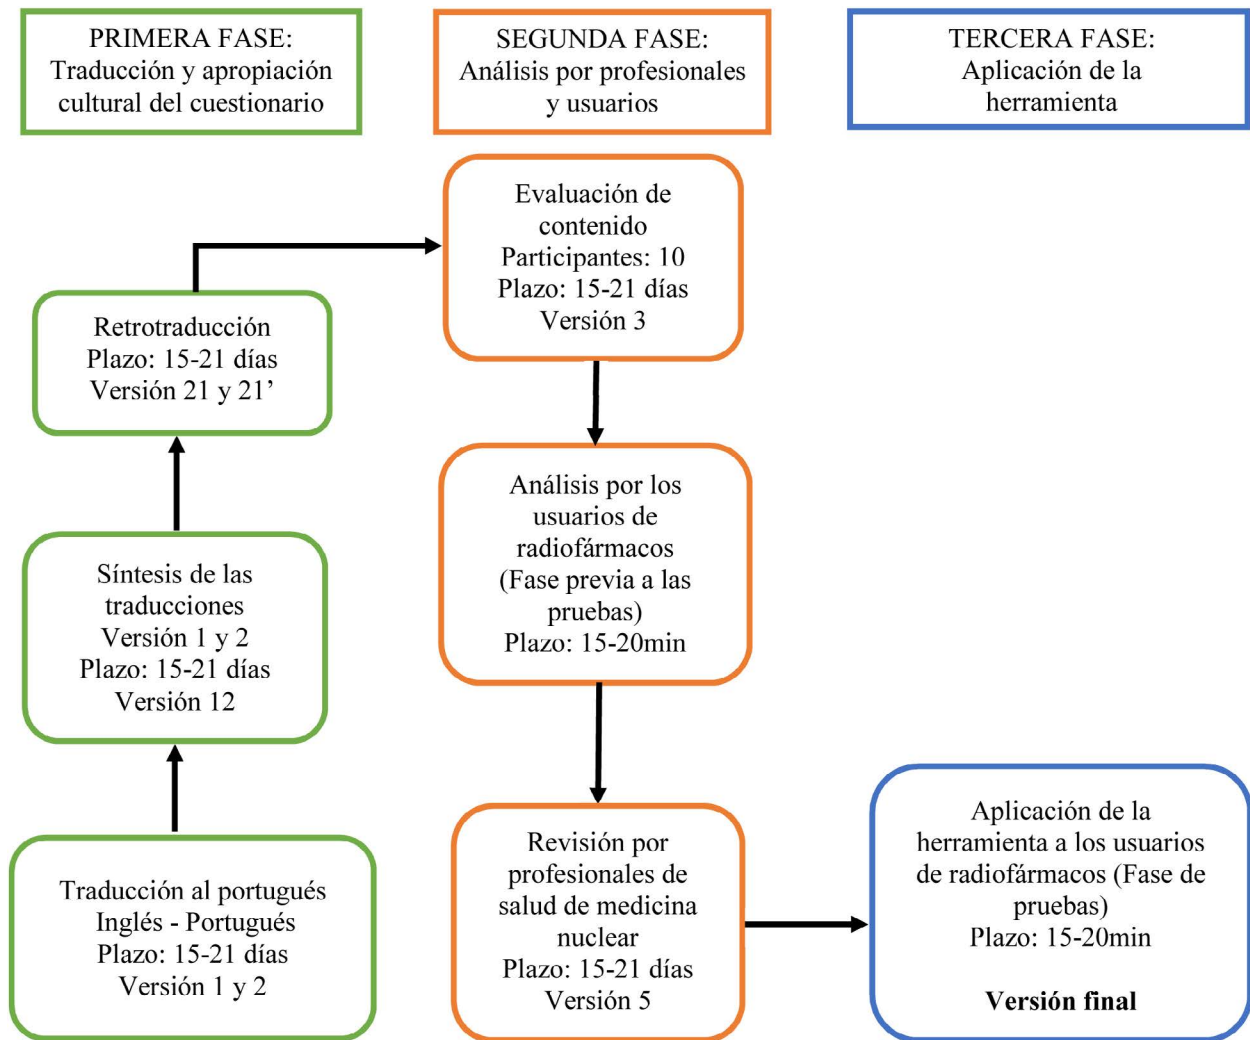 PRIMERA FASE:
Traducción y apropiación
cultural del cuestionario
SEGUNDA FASE:
Análisis por profesionales
y usuarios
TERCERA FASE:
Aplicación de la
herramienta
Traducción al portugués
Inglés - Portugués
Plazo: 15-21 días
Versión 1 y 2
Síntesis de las
traducciones
Versión 1 y 2
Plazo: 15-21 días
Versión 12
Retrotraducción
Plazo: 15-21 días
Versión 21 y 21’
Evaluación de
contenido
Participantes: 10
Plazo: 15-21 días
Versión 3
Análisis por los
usuarios de
radiofármacos
(Fase previa a las
pruebas)
Plazo: 15-20min
Revisión por
profesionales de
salud de medicina
nuclear
Plazo: 15-21 días
Versión 5
Aplicación de la
herramienta a los usuarios
de radiofármacos (Fase de
pruebas)
Plazo: 15-20min
Versión final